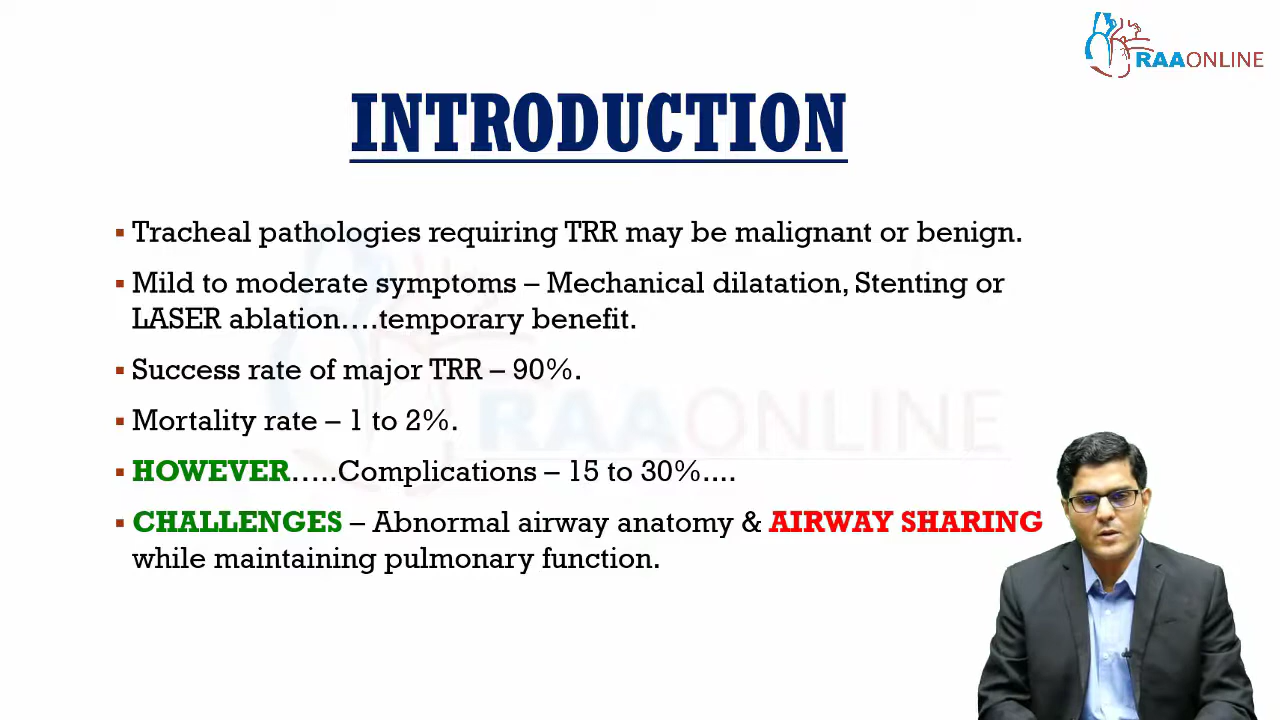 RAAONLINE
INTRODUCTION
▪ Tracheal pathologies requiring TRR may be malignant or benign.
▪ Mild to moderate symptoms – Mechanical dilatation, Stenting or
LASER ablation….temporary benefit.
▪ Success rate of major TRR – 90%.
▪ Mortality rate – 1 to 2%.
RAAONLINE
▪ HOWEVER…..Complications – 15 to 30%....
▪ CHALLENGES – Abnormal airway anatomy & AIRWAY SHARING
while maintaining pulmonary function.